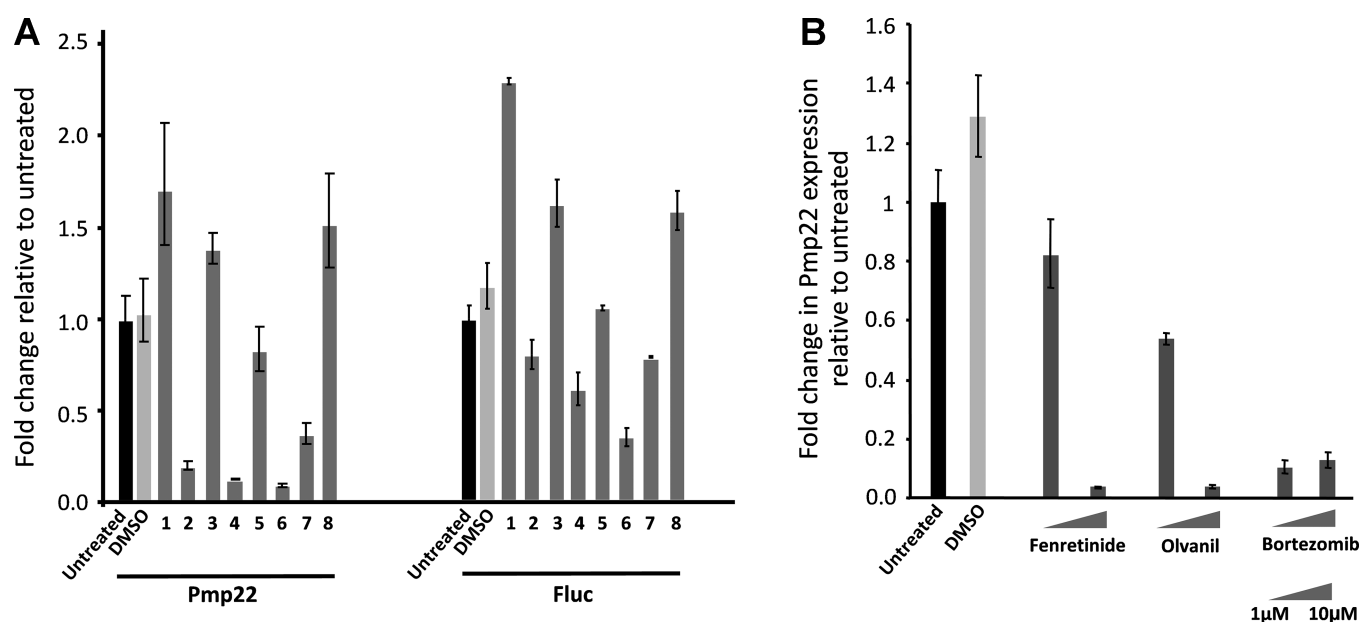 A
Fold change relative to untreated
2.5
2.0
1.5
1.0
0.5
0.0
Untreated
DMSO
1 2 3 4 5 6 7 8
Pmp22
Untreated
DMSO
1 2 3 4 5 6 7 8
Fluc
B
Fold change in Pmp22 expression
relative to untreated
1.6
1.4
1.2
1
0.8
0.6
0.4
0.2
0.0
Untreated
DMSO
Fenretinide
Olvanil
Bortezomib
1µM 10µM